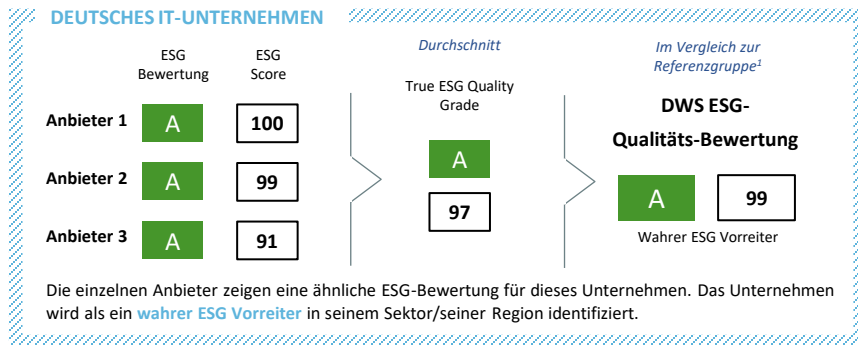 DEUTSCHES IT-UNTERNEHMEN
ESG
Bewertung
ESG
Score
Durchschnitt
Im Vergleich zur
Referenzgruppe¹
True ESG Quality
Grade
DWS ESG-
Qualitäts-Bewertung
Anbieter 1 A 100
Anbieter 2 A 99
Anbieter 3 A 91
A
97
A 99
Wahrer ESG Vorreiter
Die einzelnen Anbieter zeigen eine ähnliche ESG-Bewertung für dieses Unternehmen. Das Unternehmen
wird als ein wahrer ESG Vorreiter in seinem Sektor/seiner Region identifiziert.